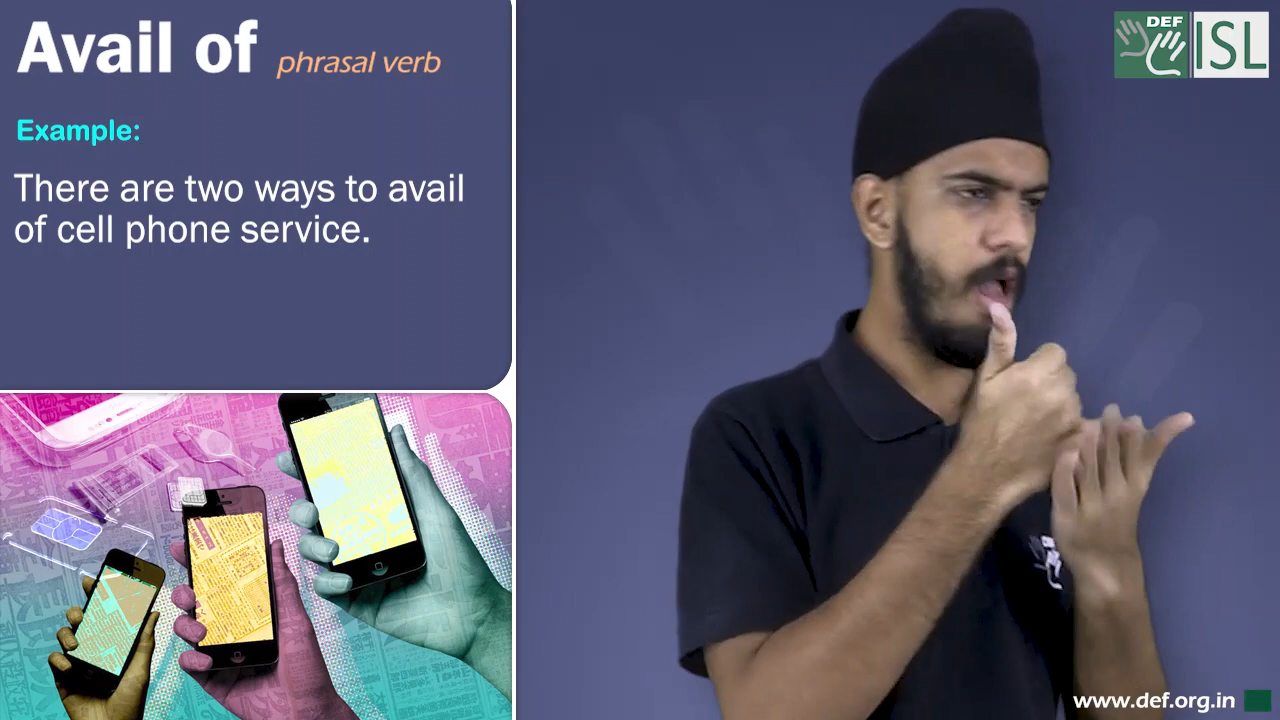 Avail of phrasal verb
Example:
There are two ways to avail
of cell phone service.
DEF
ISL
www.def.org.in